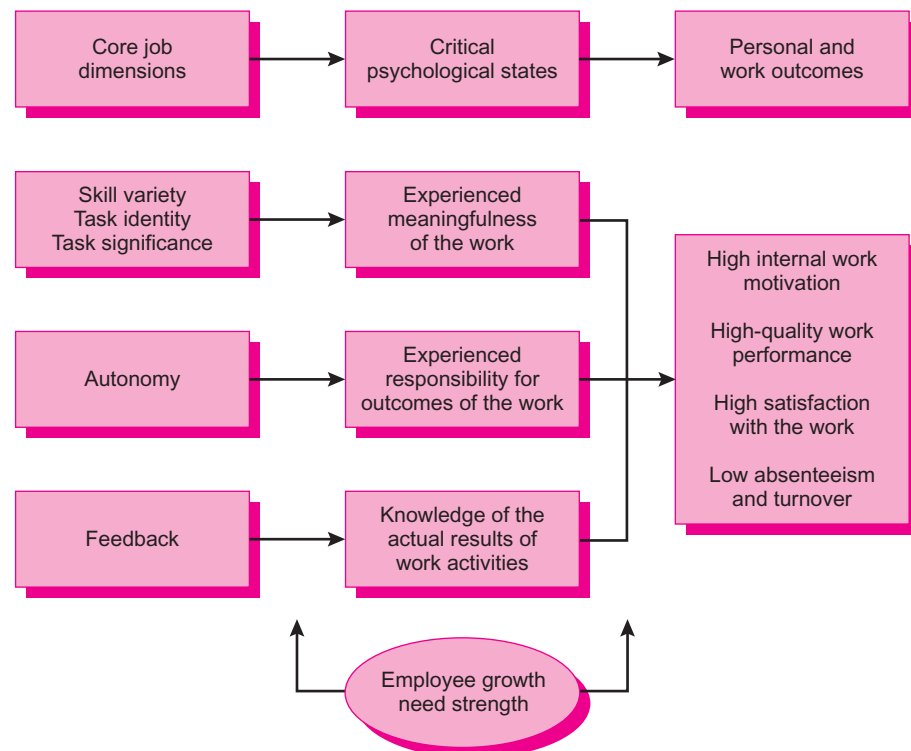 Core job
dimensions
Critical
psychological states
Personal and
work outcomes
Skill variety
Task identity
Task significance
Experienced
meaningfulness
of the work
Autonomy
Experienced
responsibility for
outcomes of the work
Feedback
Knowledge of the
actual results of
work activities
High internal work
motivation
High-quality work
performance
High satisfaction
with the work
Low absenteeism
and turnover
Employee growth
need strength